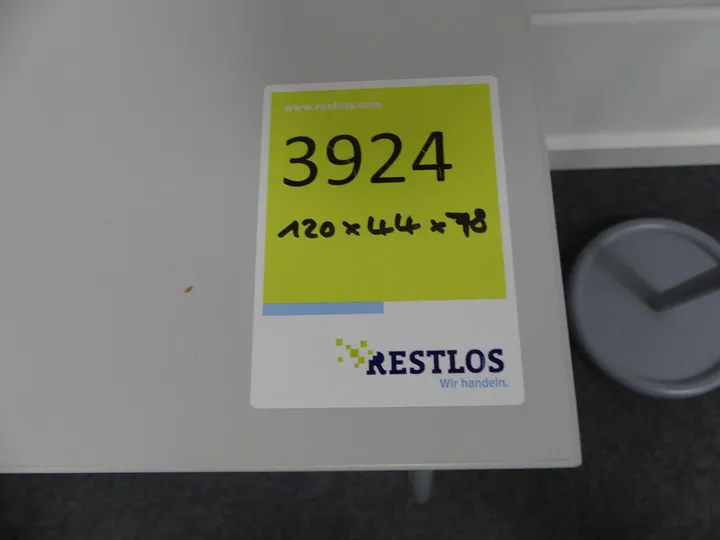 www.restlos.com
3924
120 x 44 x 78
RESTLOS
Wir handeln.